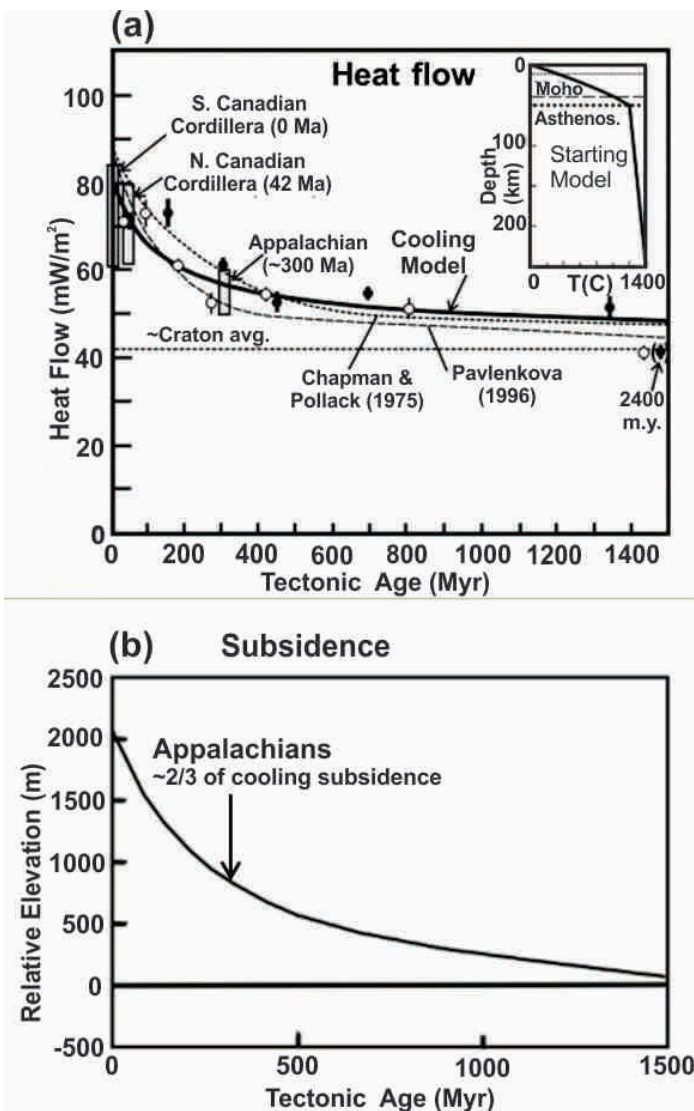 (a)
Heat flow
S. Canadian
Cordillera (0 Ma)
N. Canadian
Cordillera (42 Ma)
Appalachian
(~300 Ma)
Cooling
Model
~Craton avg.
Chapman &
Pollack (1975)
Pavlenkova
(1996)
2400
m.y.
Heat Flow (mW/m²)
100
80
60
40
20
0
0
200
400
600
800
1000
1200
1400
Tectonic Age (Myr)
0
Moho
Asthenos.
100
Starting
Model
200
Depth
(km)
0
T(C)
1400
(b) Subsidence
2500
2000
1500
1000
500
0
-500
Relative Elevation (m)
Appalachians
~2/3 of cooling subsidence
0
500
1000
1500
Tectonic Age (Myr)